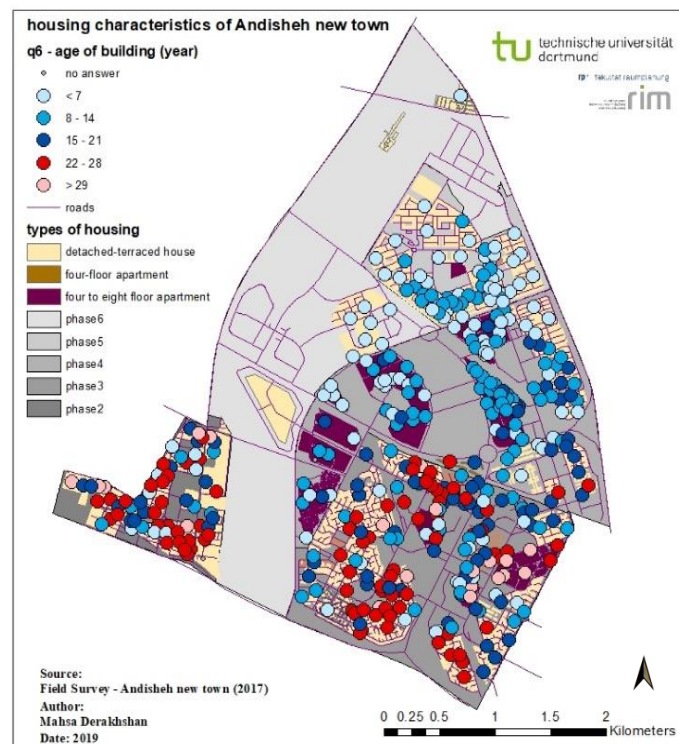 housing characteristics of Andisheh new town
q6 - age of building (year)
no answer
< 7
8 - 14
15 - 21
22 - 28
> 29
roads
types of housing
detached-terraced house
four-floor apartment
four to eight floor apartment
phase6
phase5
phase4
phase3
phase2
tu technische universität
dortmund
fakultät raumplanung
rim
Source:
Field Survey - Andisheh new town (2017)
Author:
Mahsa Derakhshan
Date: 2019
0 0.25 0.5 1 1.5 2
Kilometers